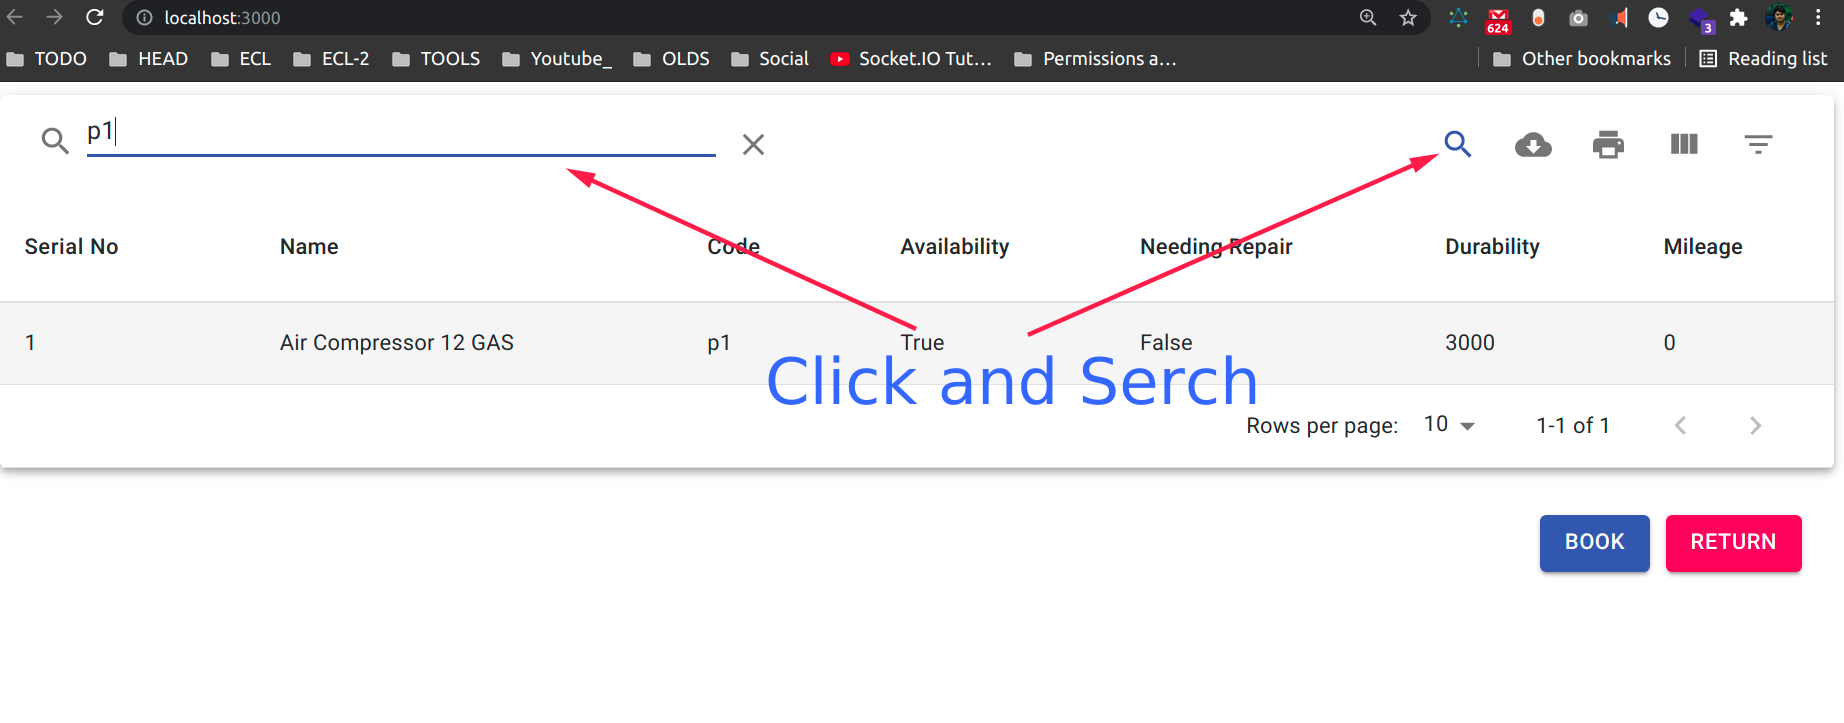 localhost:3000
624
3
TODO HEAD ECL ECL-2 TOOLS Youtube_ OLDS Social Socket.IO Tut... Permissions a... Other bookmarks Reading list
p1
Serial No Name Code Availability Needing Repair Durability Mileage
1 Air Compressor 12 GAS p1 True False 3000 0
Click and Serch
Rows per page: 10 1-1 of 1
BOOK RETURN